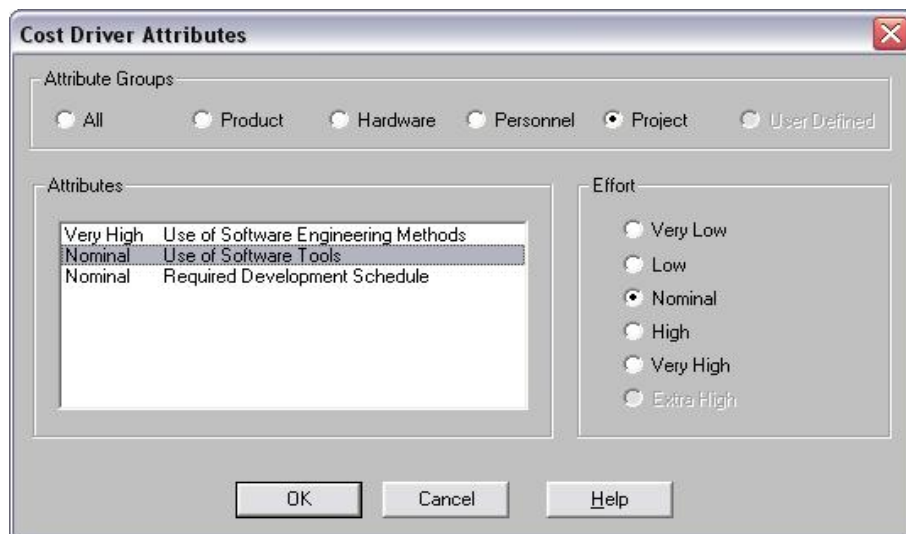 Cost Driver Attributes
Attribute Groups
All Product Hardware Personnel Project User Defined
Attributes
Very High Use of Software Engineering Methods
Nominal Use of Software Tools
Nominal Required Development Schedule
Effort
Very Low
Low
Nominal
High
Very High
Extra High
OK Cancel Help